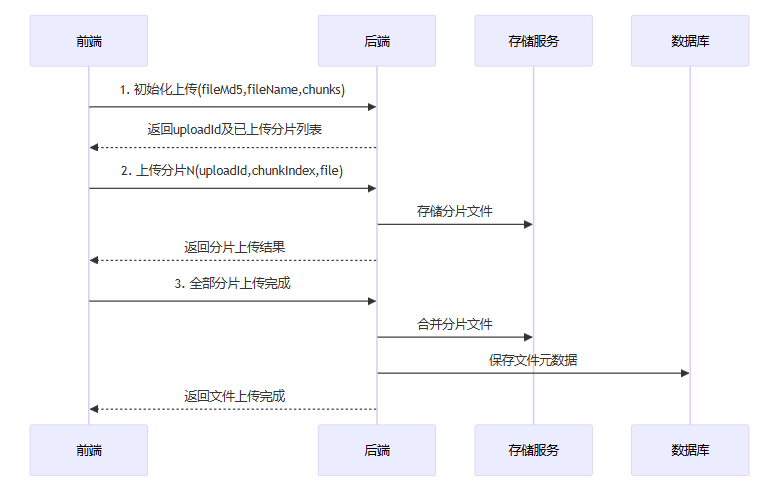 前端
后端
存储服务
数据库
1. 初始化上传(fileMd5,fileName,chunks)
返回uploadId及已上传分片列表
2. 上传分片N(uploadId,chunkIndex,file)
存储分片文件
返回分片上传结果
3. 全部分片上传完成
合并分片文件
保存文件元数据
返回文件上传完成
前端
后端
存储服务
数据库